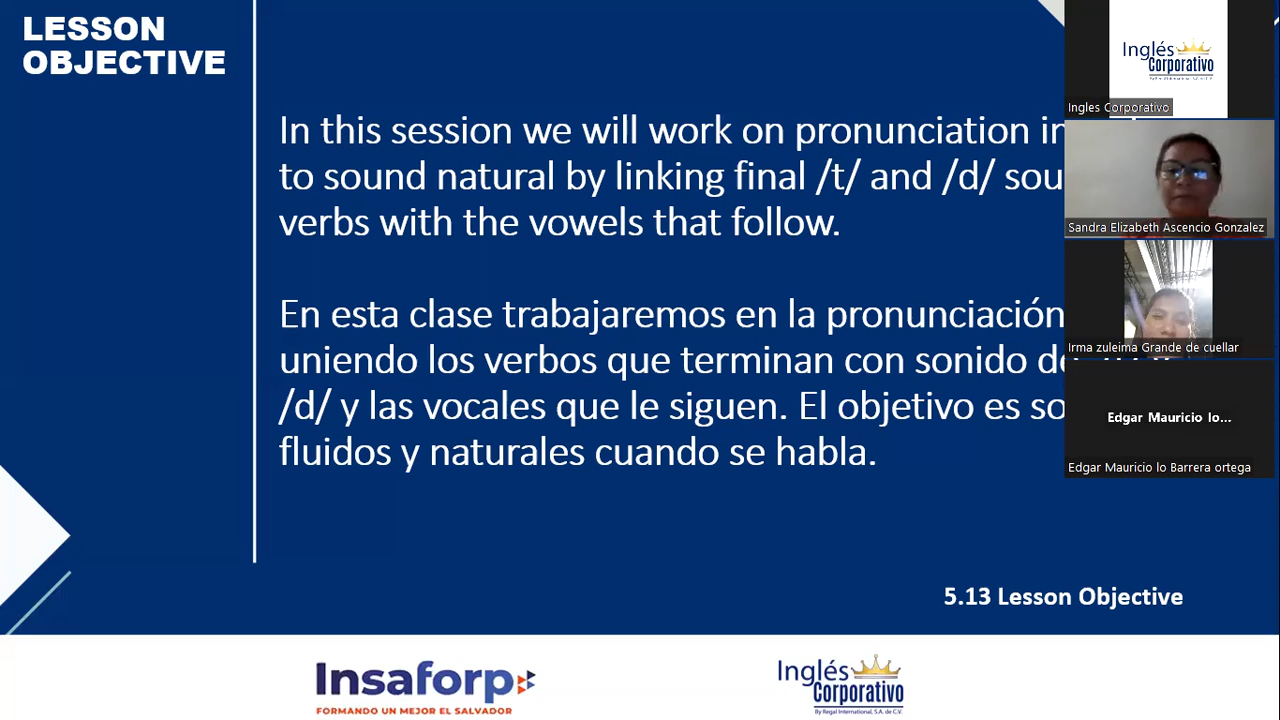 LESSON
OBJECTIVE
In this session we will work on pronunciation in
to sound natural by linking final /t/ and /d/ sou
verbs with the vowels that follow.
En esta clase trabajaremos en la pronunciación
uniendo los verbos que terminan con sonido de
/d/ y las vocales que le siguen. El objetivo es so
fluidos y naturales cuando se habla.
5.13 Lesson Objective
Insaforp
FORMANDO UN MEJOR EL SALVADOR
Inglés
Corporativo
By Regal International, S.A. de C.V.
Inglés
Corporativo
Ingles Corporativo
Sandra Elizabeth Ascencio Gonzalez
Irma zuleima Grande de cuellar
Edgar Mauricio lo...
Edgar Mauricio lo Barrera ortega